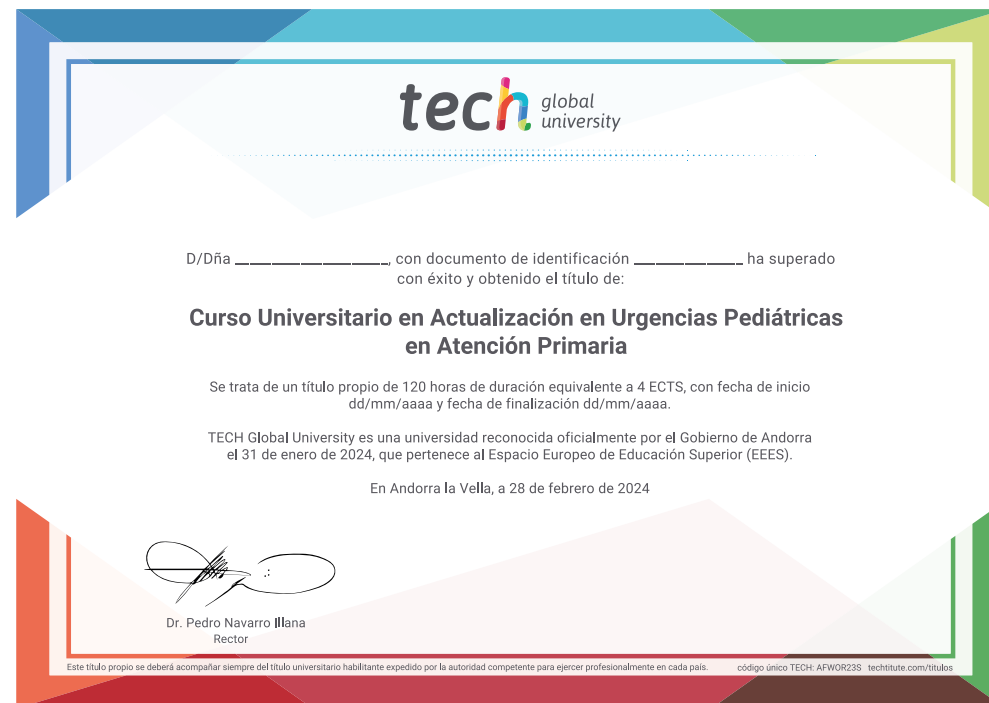 tech global university
D/Dña ____________________, con documento de identificación ______________ ha superado
con éxito y obtenido el título de:
Curso Universitario en Actualización en Urgencias Pediátricas
en Atención Primaria
Se trata de un título propio de 120 horas de duración equivalente a 4 ECTS, con fecha de inicio
dd/mm/aaaa y fecha de finalización dd/mm/aaaa.
TECH Global University es una universidad reconocida oficialmente por el Gobierno de Andorra
el 31 de enero de 2024, que pertenece al Espacio Europeo de Educación Superior (EEES).
En Andorra la Vella, a 28 de febrero de 2024
Dr. Pedro Navarro Illana
Rector
Este título propio se deberá acompañar siempre del título universitario habilitante expedido por la autoridad competente para ejercer profesionalmente en cada país. código único TECH: AFWOR23S techtitute.com/titulos